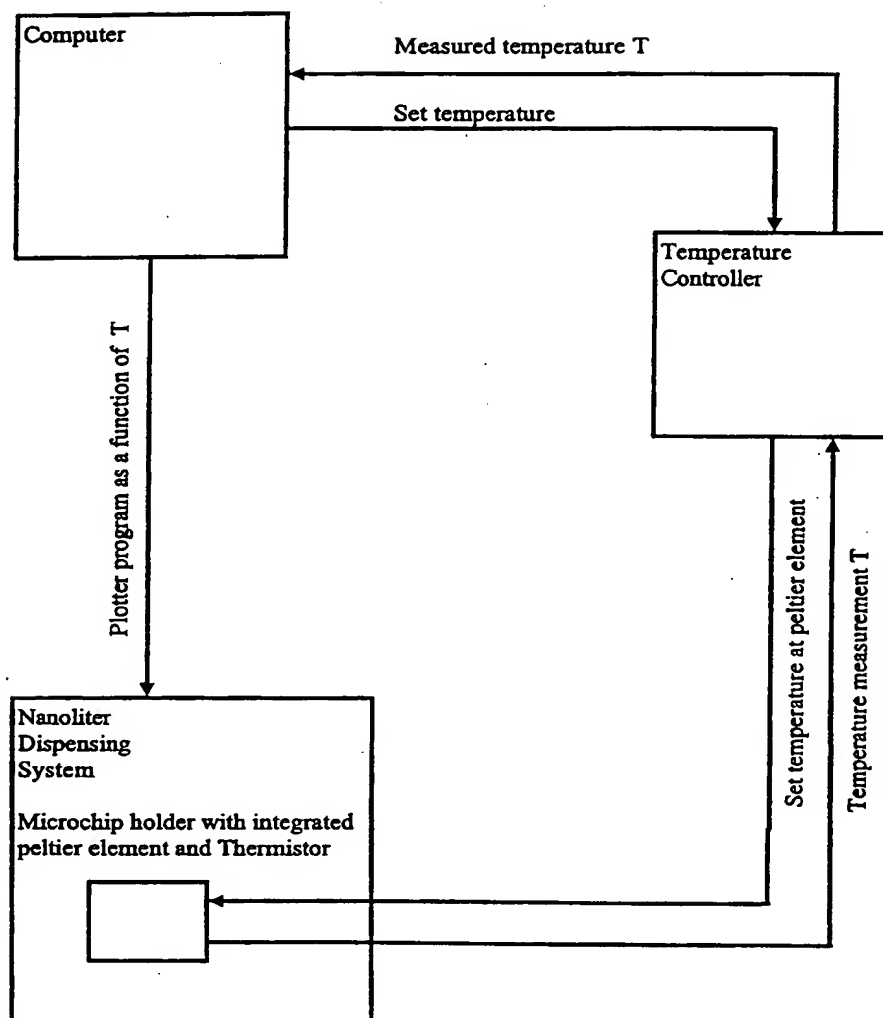 Computer
Measured temperature T
Set temperature
Temperature
Controller
Plotter program as a function of T
Set temperature at peltier element
Temperature measurement T
Nanoliter
Dispensing
System
Microchip holder with integrated
peltier element and Thermistor